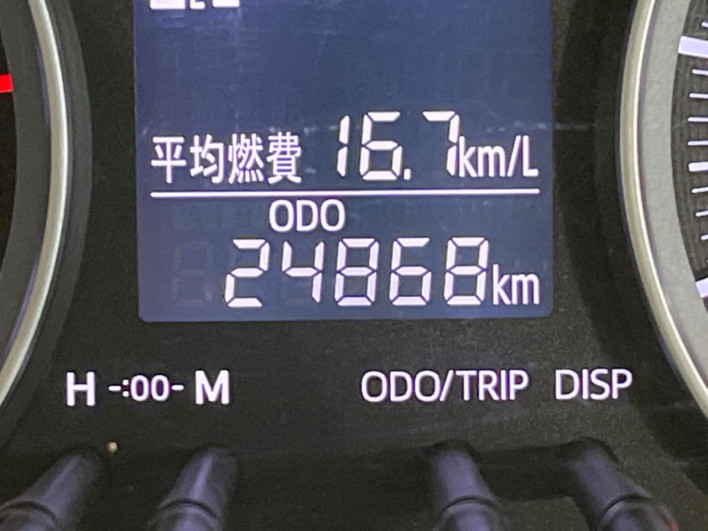 平均燃費 16.7km/L
ODO
24868km
H -:00- M ODO/TRIP DISP